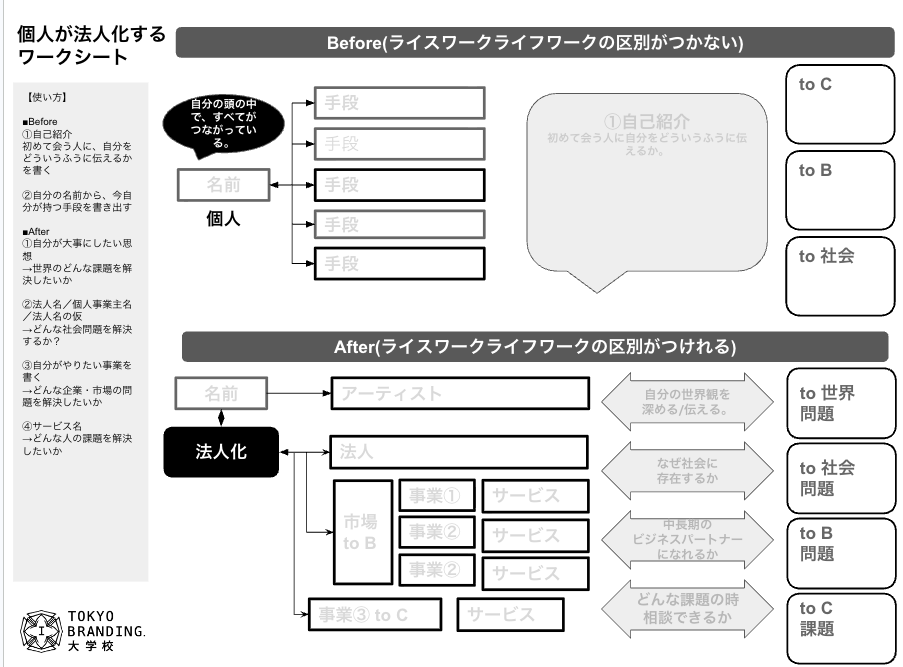 個人が法人化する
ワークシート
【使い方】
■Before
①自己紹介
初めて会う人に、自分を
どういうふうに伝えるか
を書く
②自分の名前から、今自
分が持つ手段を書き出す
■After
①自分が大事にしたい思
想
→世界のどんな課題を解
決したいか
②法人名／個人事業主名
／法人名の仮
→どんな社会問題を解決
するか？
③自分がやりたい事業を
書く
→どんな企業・市場の問
題を解決したいか
④サービス名
→どんな人の課題を解決
したいか
TOKYO
BRANDING.
大学校
Before(ライスワークライフワークの区別がつかない)
自分の頭の中
で、すべてが
つながってい
る。
名前
個人
手段
手段
手段
手段
手段
①自己紹介
初めて会う人に自分をどういうふうに伝
えるか。
to C
to B
to 社会
After(ライスワークライフワークの区別がつけれる)
名前
アーティスト
自分の世界観を
深める/伝える。
to 世界
問題
法人化
法人
なぜ社会に
存在するか
to 社会
問題
市場
to B
事業①
サービス
事業②
サービス
事業②
サービス
中長期の
ビジネスパートナー
になれるか
to B
問題
事業③ to C
サービス
どんな課題の時
相談できるか
to C
課題